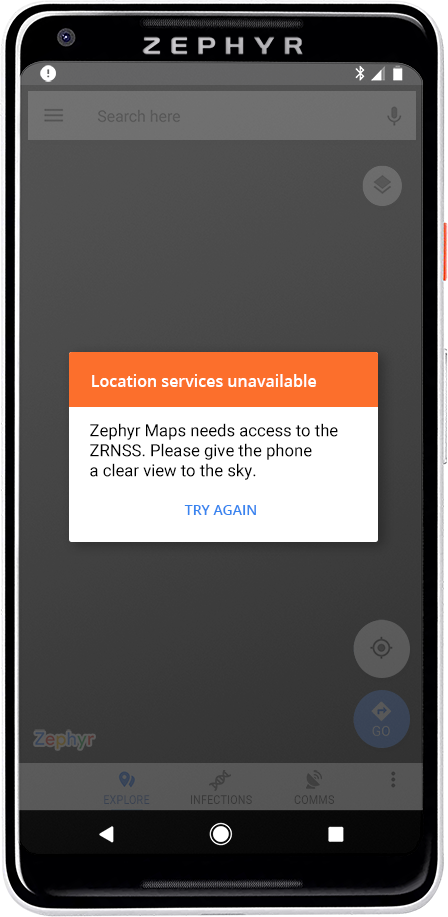 ZEPHYR
Search here
Location services unavailable
Zephyr Maps needs access to the
ZRNSS. Please give the phone
a clear view to the sky.
TRY AGAIN
GO
Zephyr
EXPLORE
INFECTIONS
COMMS